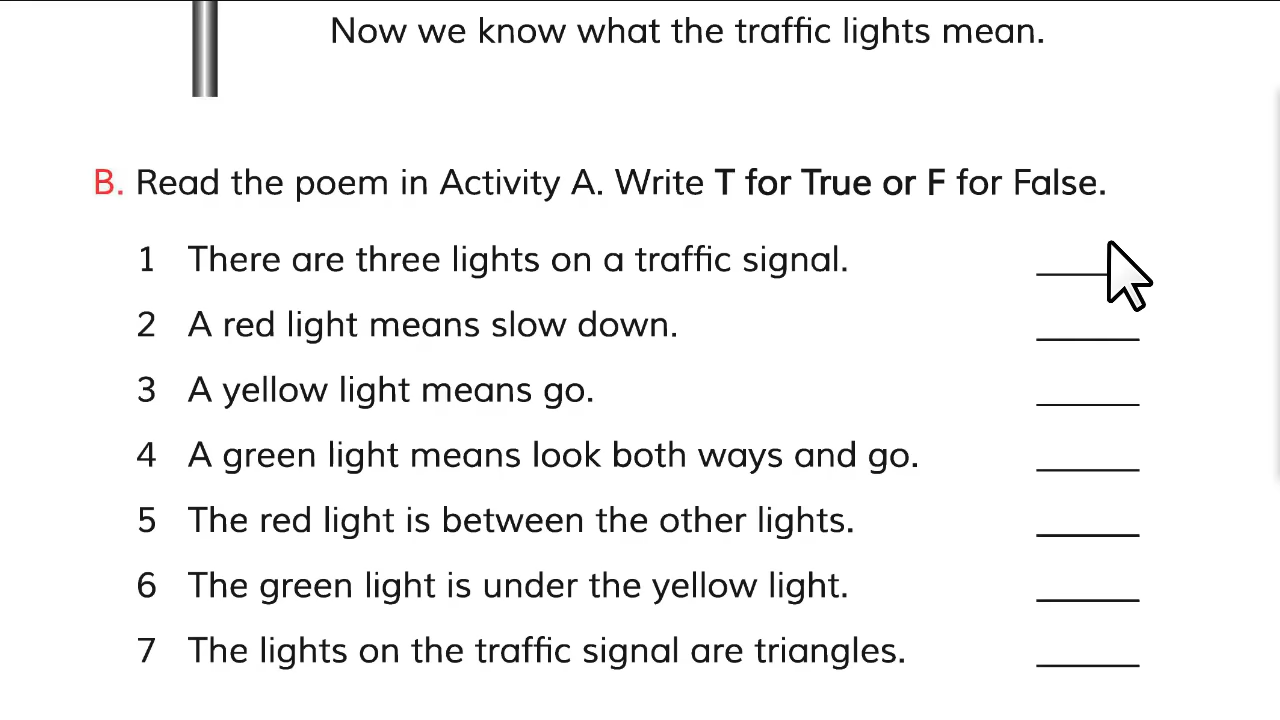 Now we know what the traffic lights mean.
B. Read the poem in Activity A. Write T for True or F for False.
1 There are three lights on a traffic signal.
2 A red light means slow down.
3 A yellow light means go.
4 A green light means look both ways and go.
5 The red light is between the other lights.
6 The green light is under the yellow light.
7 The lights on the traffic signal are triangles.